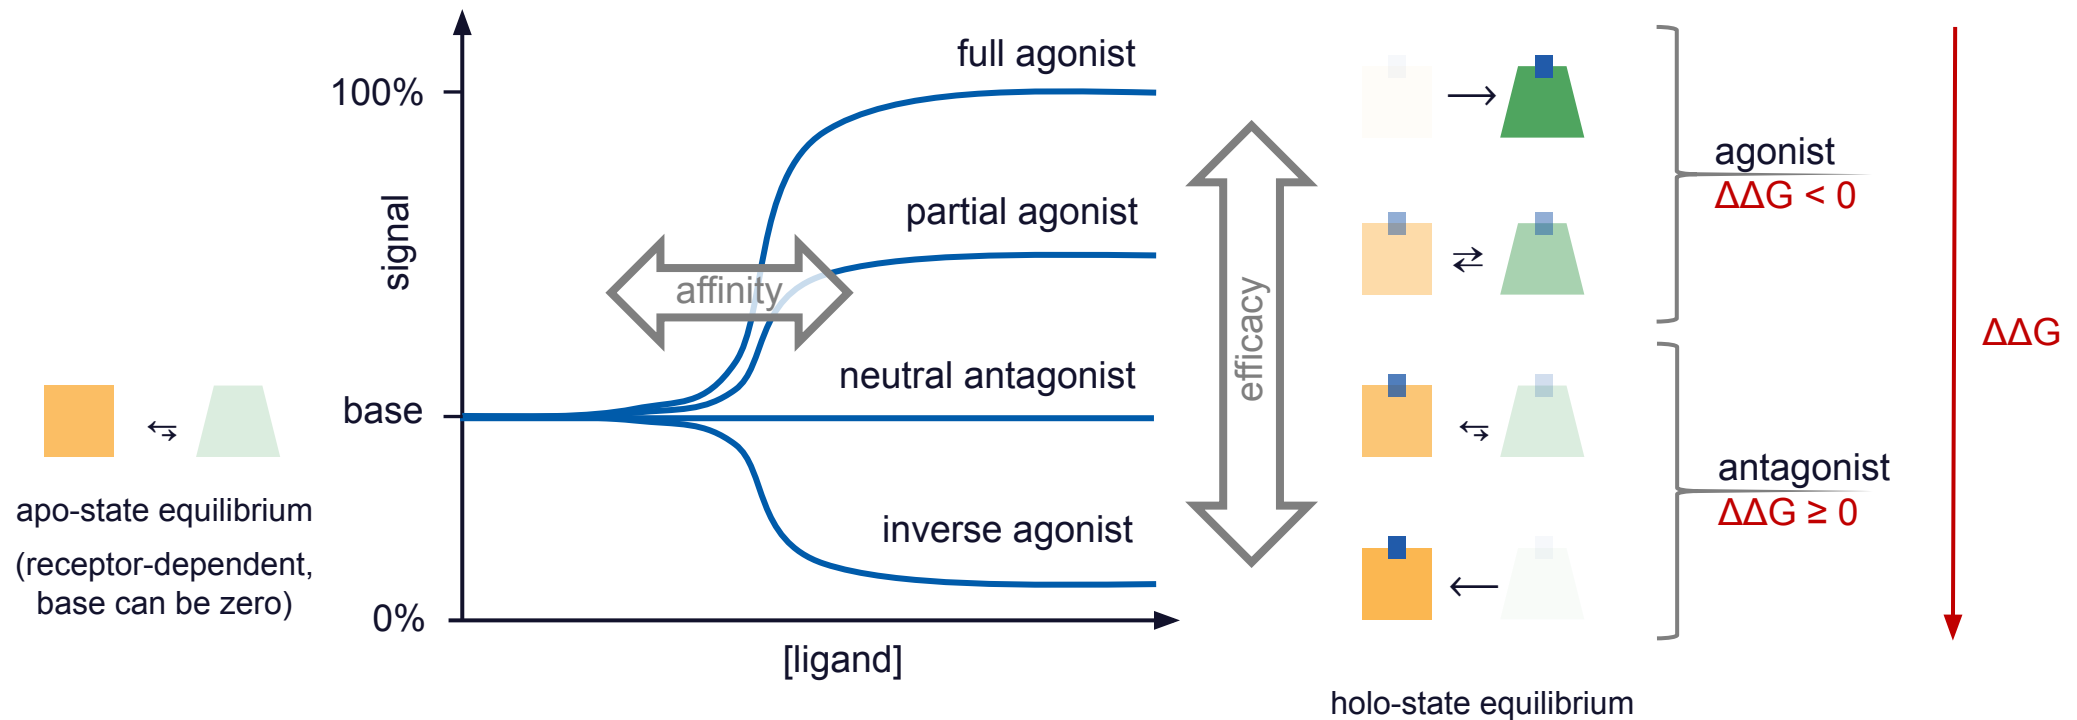 full agonist
100%
partial agonist
signal
affinity
neutral antagonist
base
efficacy
inverse agonist
0%
[ligand]
apo-state equilibrium
(receptor-dependent,
base can be zero)
agonist
ΔΔG < 0
antagonist
ΔΔG ≥ 0
ΔΔG
holo-state equilibrium